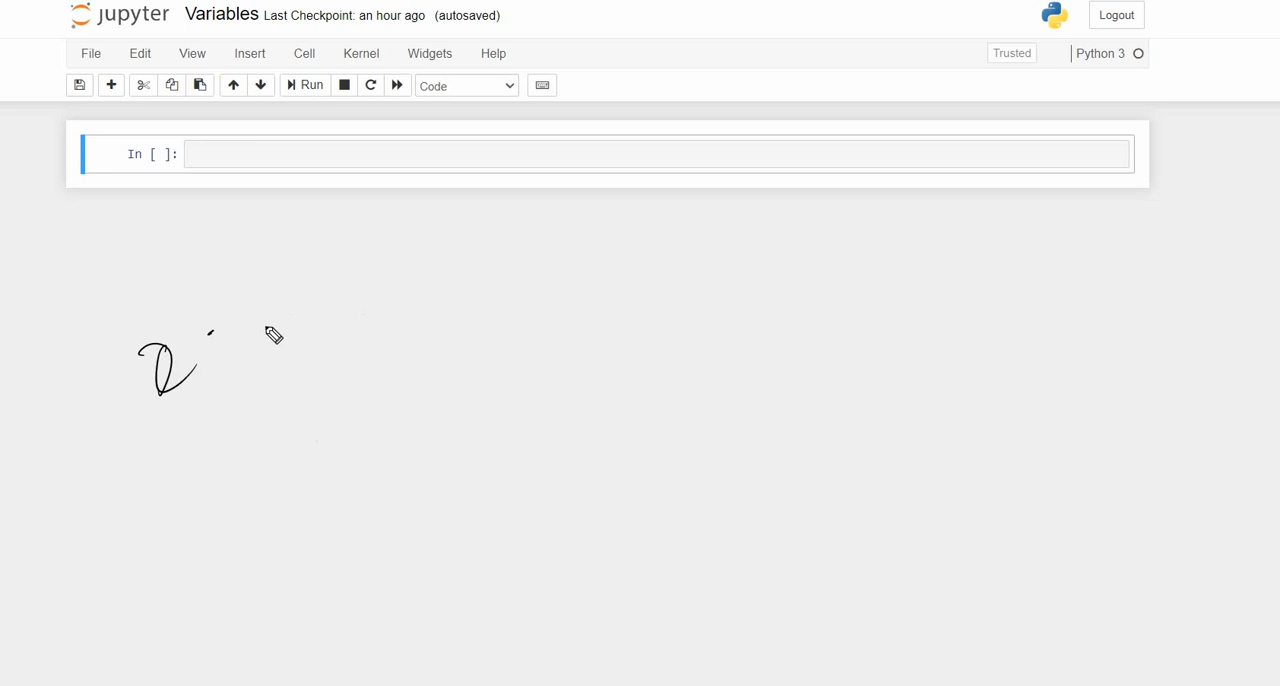 jupyter Variables Last Checkpoint: an hour ago (autosaved) Logout
File Edit View Insert Cell Kernel Widgets Help Trusted Python 3
Run Code
In [ ]: